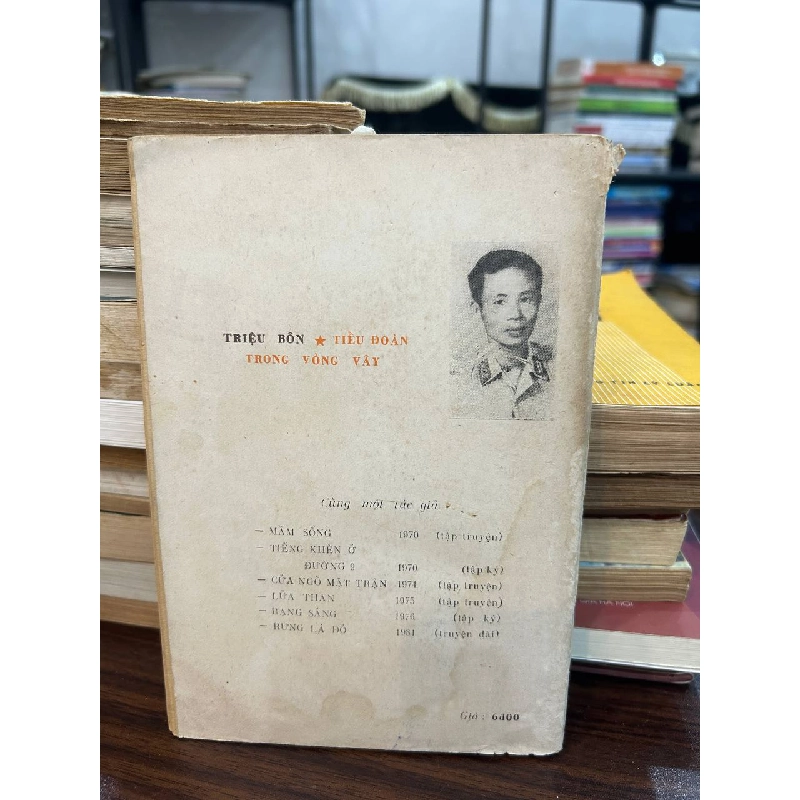 TRIỆU BÔN ★ TIỂU ĐOÀN
TRONG VÒNG VÂY
Cùng một tác giả
— MẦM SỐNG 1970 (tập truyện)
— TIẾNG KHÈN Ở
ĐƯỜNG 9 1970 (tập ký)
— CỬA NGÕ MẶT TRẬN 1974 (tập truyện)
— LỬA THAN 1975 (tập truyện)
— RẠNG SÁNG 1976 (tập ký)
— RỪNG LÁ ĐỎ 1981 (truyện dài)
Giá : 6đ00